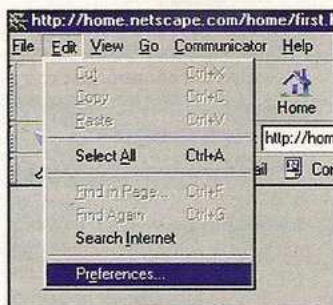 http://home.netscape.com/home/first.
File Edit View Go Communicator Help
Cut Ctrl+X
Copy Ctrl+C
Paste Ctrl+V
Home
Select All Ctrl+A
http://hom
Find in Page... Ctrl+F
Find Again Ctrl+G
Search Internet
Preferences...